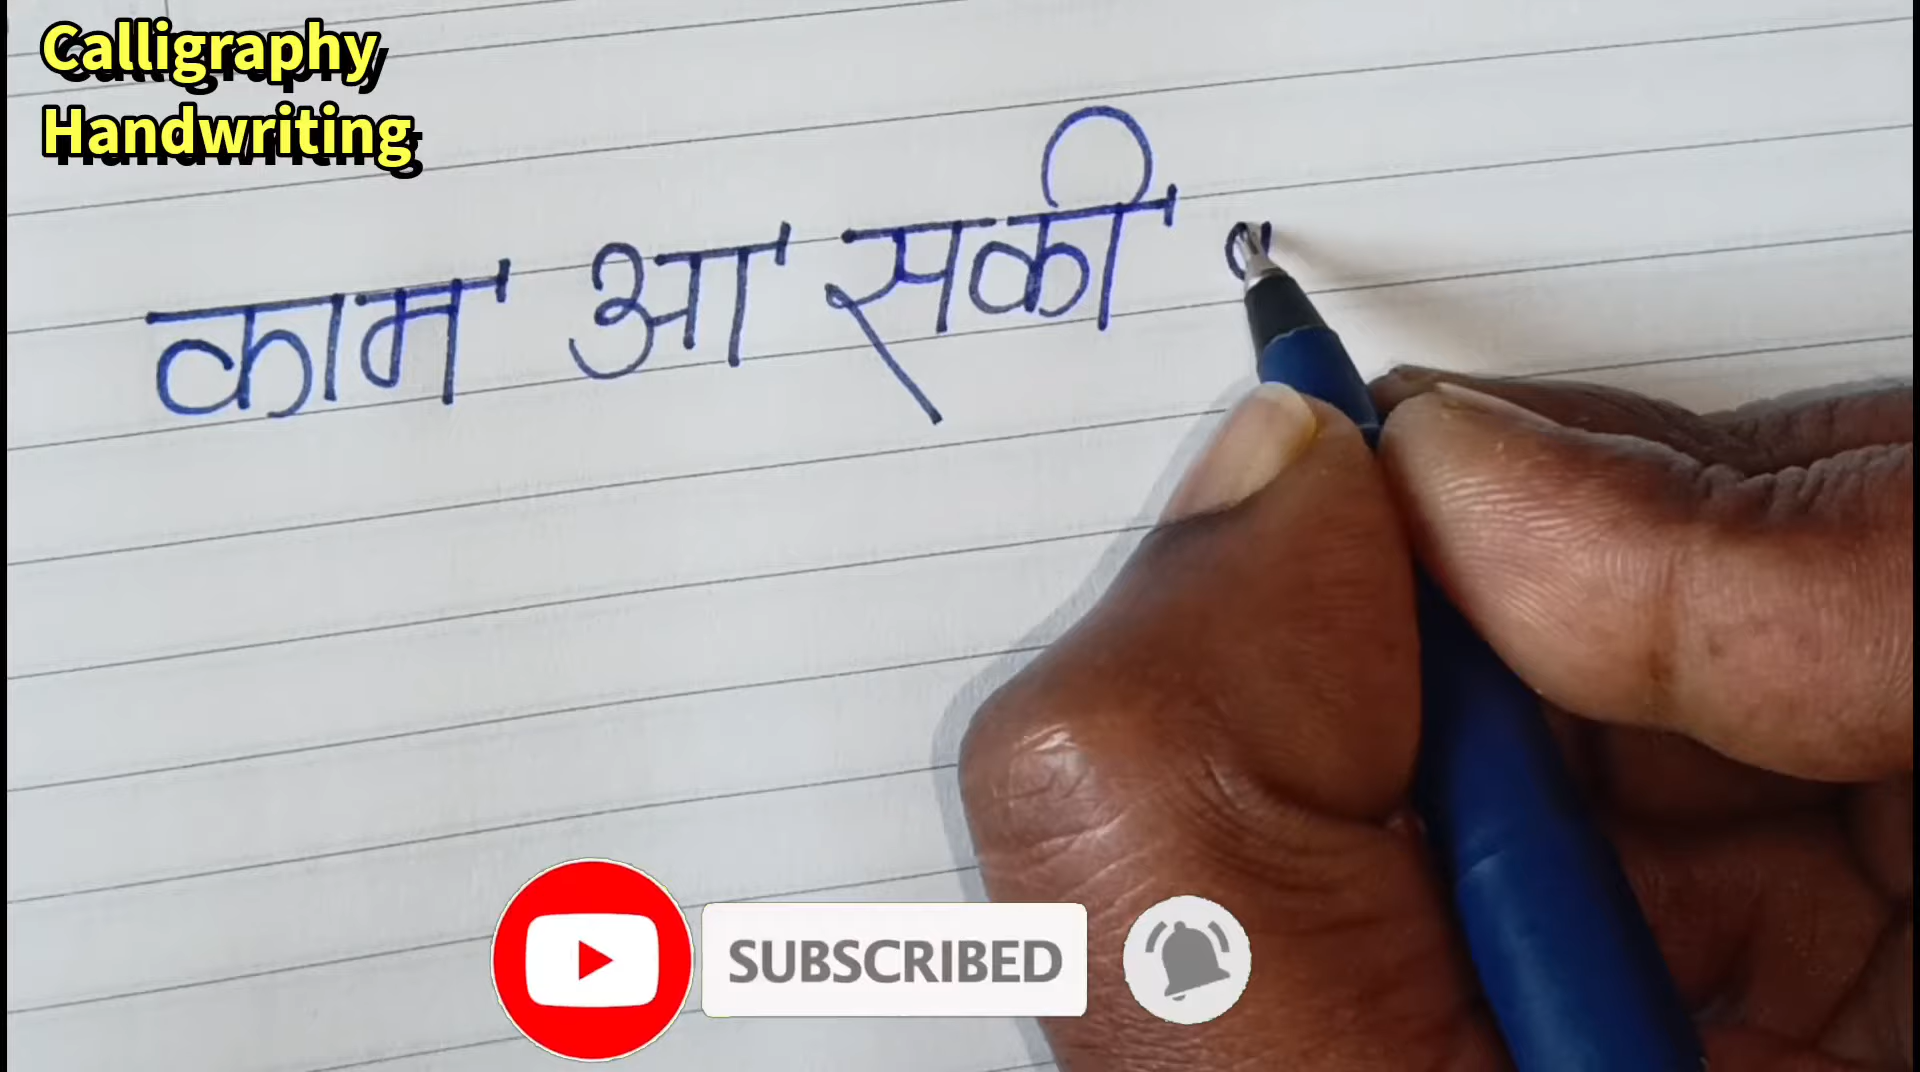 Calligraphy
Handwriting
काम आ सकी
SUBSCRIBED